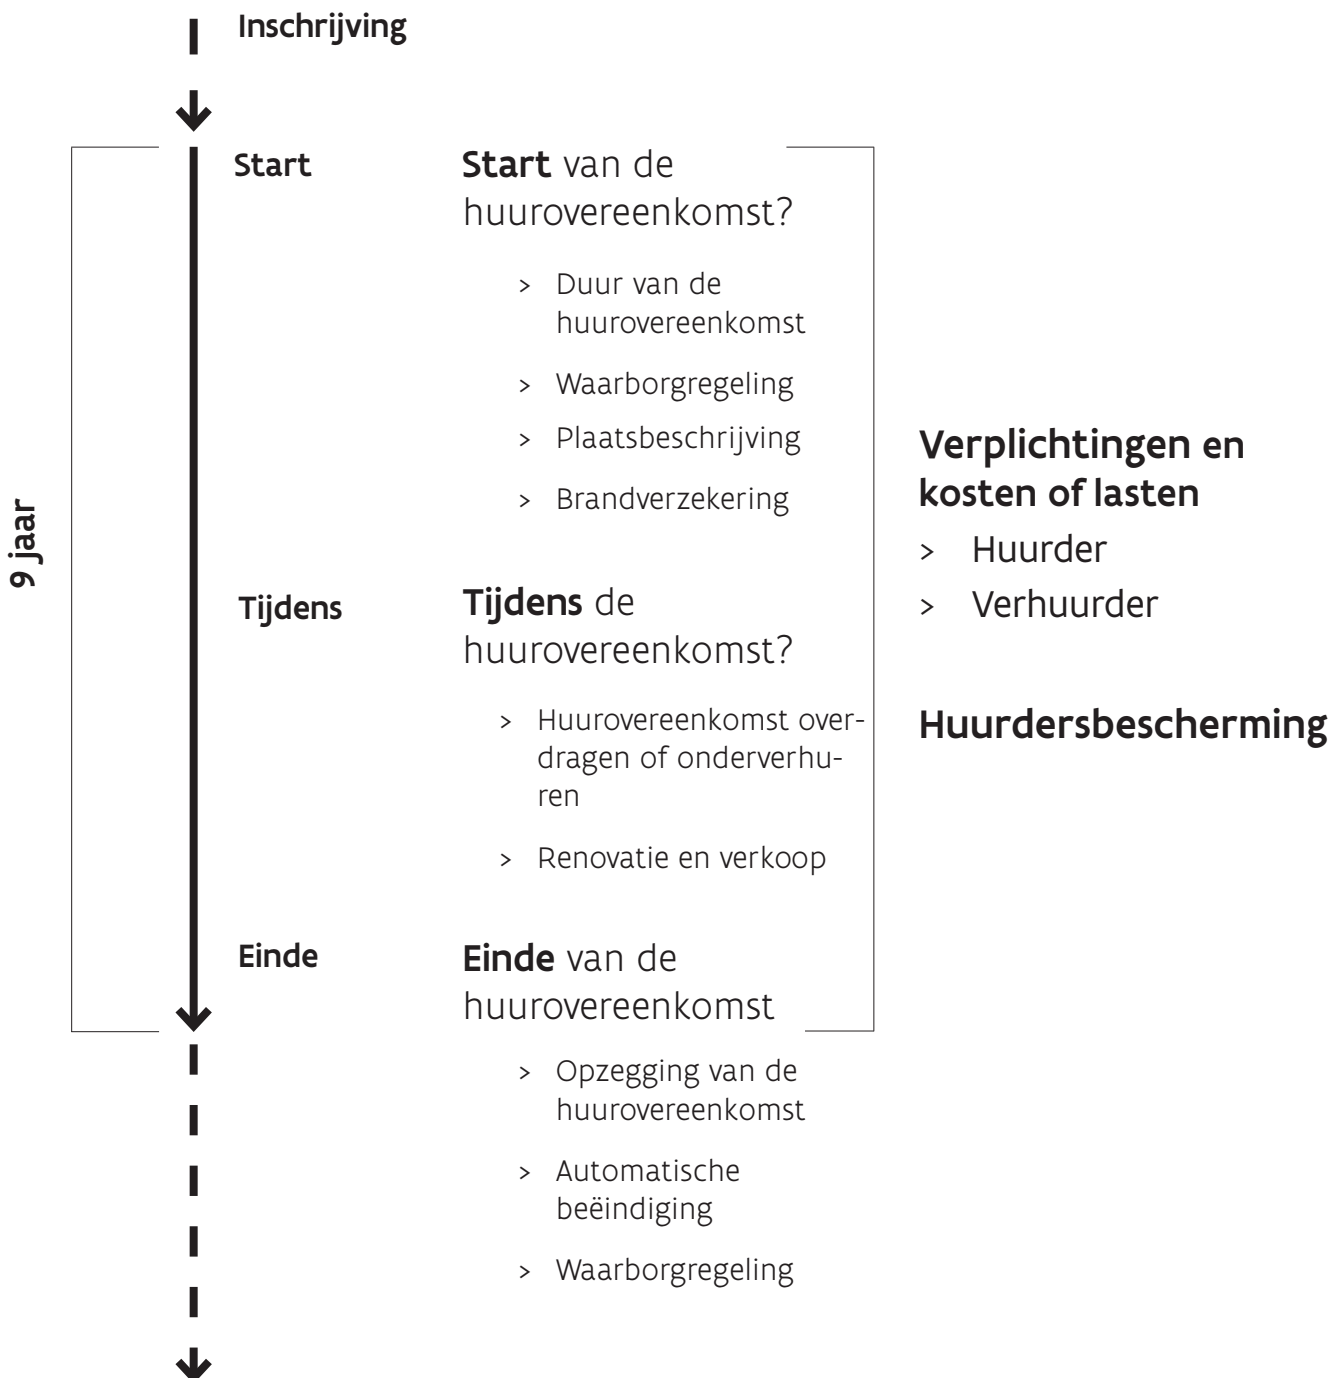 Inschrijving
9 jaar
Start
Start van de
huurovereenkomst?
> Duur van de
huurovereenkomst
> Waarborgregeling
> Plaatsbeschrijving
> Brandverzekering
Tijdens
Tijdens de
huurovereenkomst?
> Huurovereenkomst over-
dragen of onderverhu-
ren
> Renovatie en verkoop
Einde
Einde van de
huurovereenkomst
> Opzegging van de
huurovereenkomst
> Automatische
beëindiging
> Waarborgregeling
Verplichtingen en
kosten of lasten
> Huurder
> Verhuurder
Huurdersbescherming